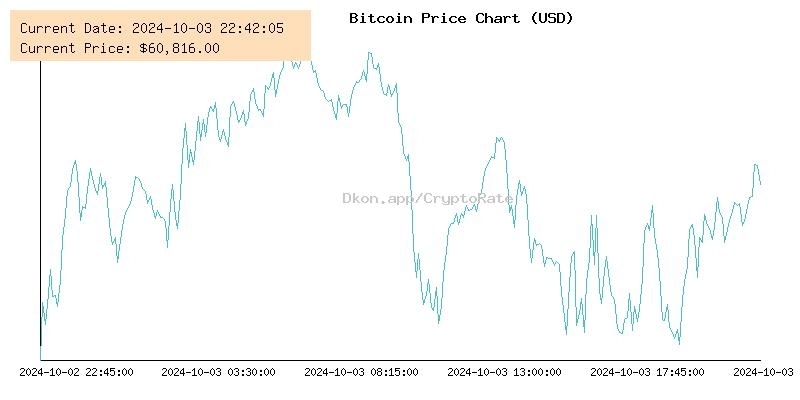 Bitcoin Price Chart (USD)
Current Date: 2024-10-03 22:42:05
Current Price: $60,816.00
Dkon.app/CryptoRate
2024-10-02 22:45:00 2024-10-03 03:30:00 2024-10-03 08:15:00 2024-10-03 13:00:00 2024-10-03 17:45:00 2024-10-03